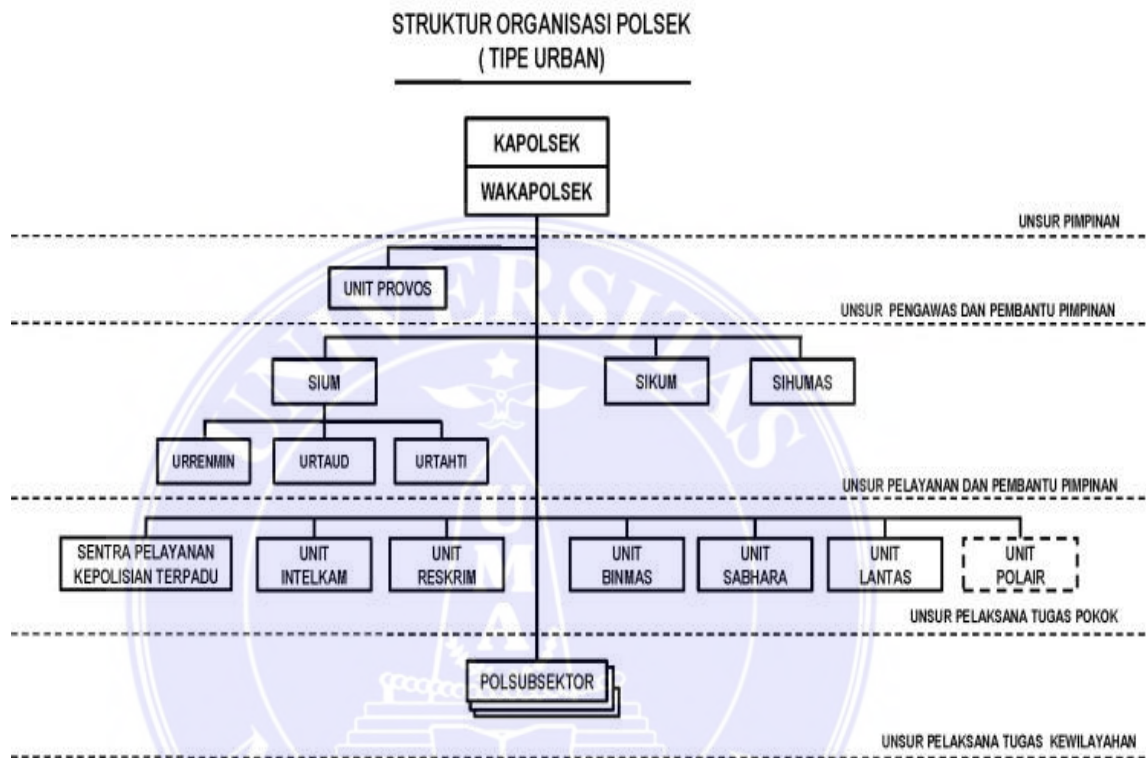 STRUKTUR ORGANISASI POLSEK
( TIPE URBAN)
KAPOLSEK
WAKAPOLSEK
UNSUR PIMPINAN
UNIT PROVOS
UNSUR PENGAWAS DAN PEMBANTU PIMPINAN
SIUM
SIKUM
SIHUMAS
URRENMIN
URTAUD
URTAHTI
UNSUR PELAYANAN DAN PEMBANTU PIMPINAN
SENTRA PELAYANAN
KEPOLISIAN TERPADU
UNIT
INTELKAM
UNIT
RESKRIM
UNIT
BINMAS
UNIT
SABHARA
UNIT
LANTAS
UNIT
POLAIR
UNSUR PELAKSANA TUGAS POKOK
POLSUBSEKTOR
UNSUR PELAKSANA TUGAS KEWILAYAHAN
UNIVERSITAS
UMA